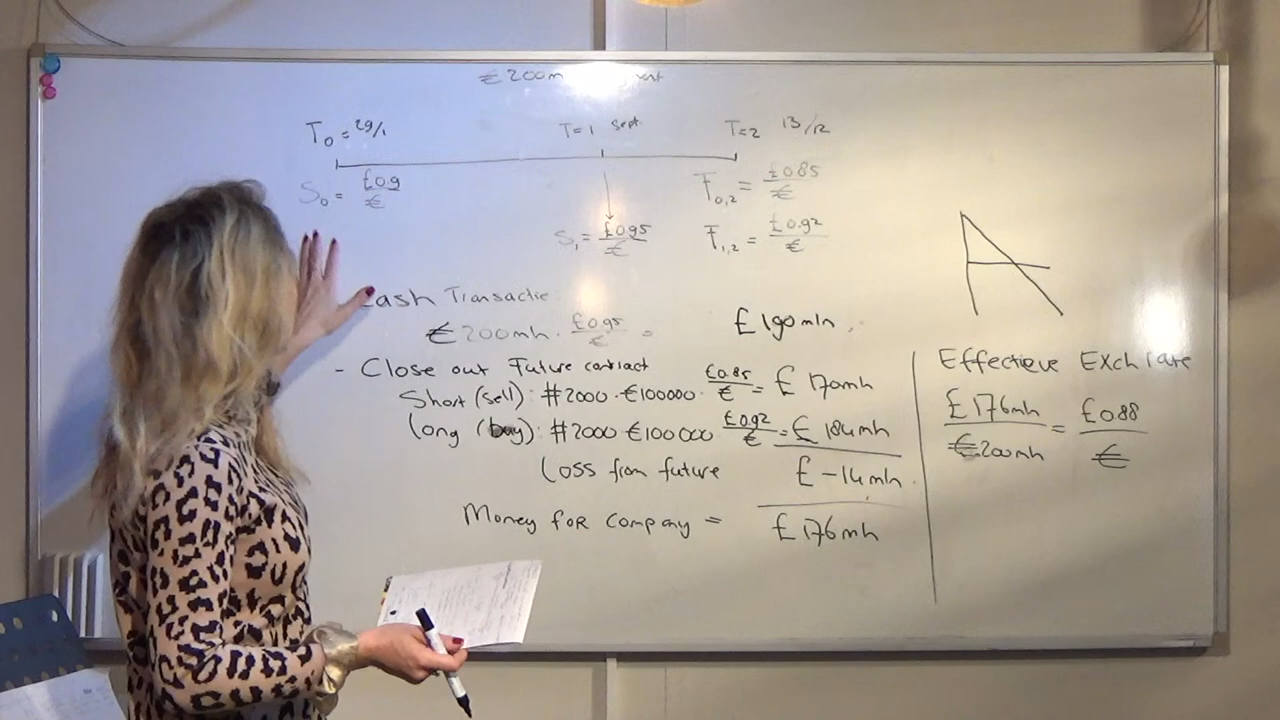 € 200m
T0 = 29/1 T=1 sept T=2 13/12
S0 = £0.9/€ F0,2 = £0.85/€
S1 = £0.95/€ F1,2 = £0.92/€
Cash Transactie
€200mln · £0.95/€ = £190mln
- Close out Future contract
Short (sell): #2000 · €100000 · £0.85/€ = £ 170mln
Long (buy): #2000 · €100000 · £0.92/€ = £ 184mln
Loss from future £ -14mln
Money FOR Company = £176mln
A
Effective Exch rate
£176mln/€200mln = £0.88/€